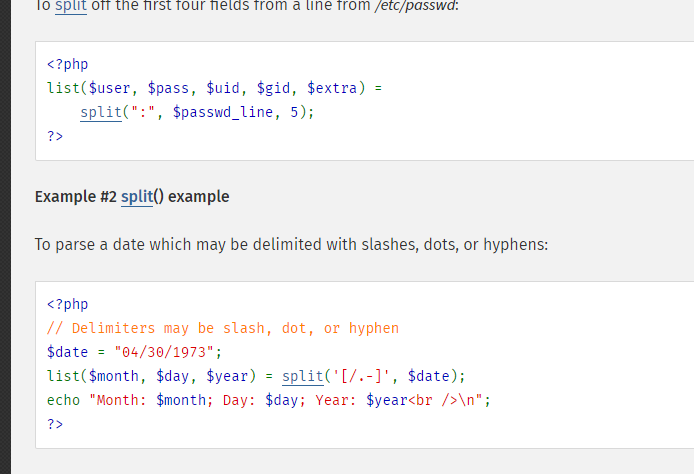 To split off the first four fields from a line from /etc/passwd:
<?php
list($user, $pass, $uid, $gid, $extra) =
    split(":", $passwd_line, 5);
?>
Example #2 split() example
To parse a date which may be delimited with slashes, dots, or hyphens:
<?php
// Delimiters may be slash, dot, or hyphen
$date = "04/30/1973";
list($month, $day, $year) = split('[/.-]', $date);
echo "Month: $month; Day: $day; Year: $year<br />\n";
?>